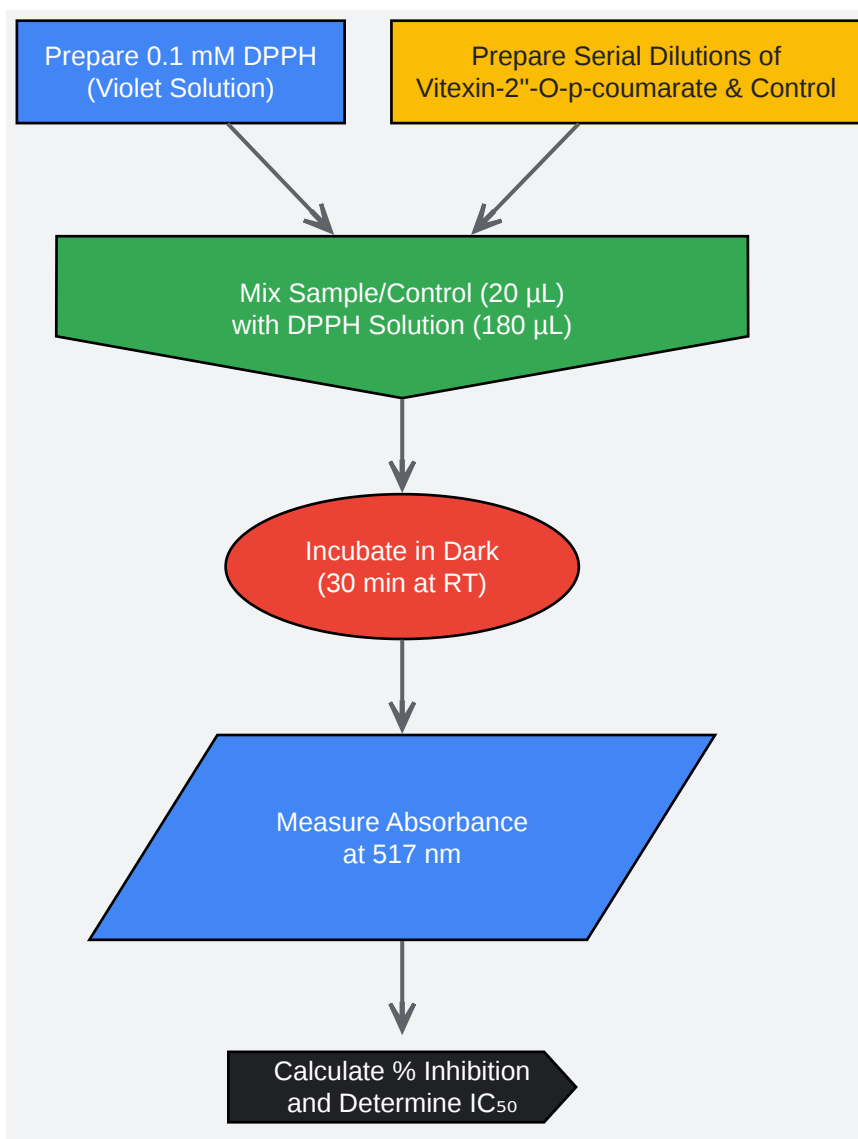 Prepare 0.1 mM DPPH
(Violet Solution)
Prepare Serial Dilutions of
Vitexin-2"-O-p-coumarate & Control
Mix Sample/Control (20 µL)
with DPPH Solution (180 µL)
Incubate in Dark
(30 min at RT)
Measure Absorbance
at 517 nm
Calculate % Inhibition
and Determine IC₅₀